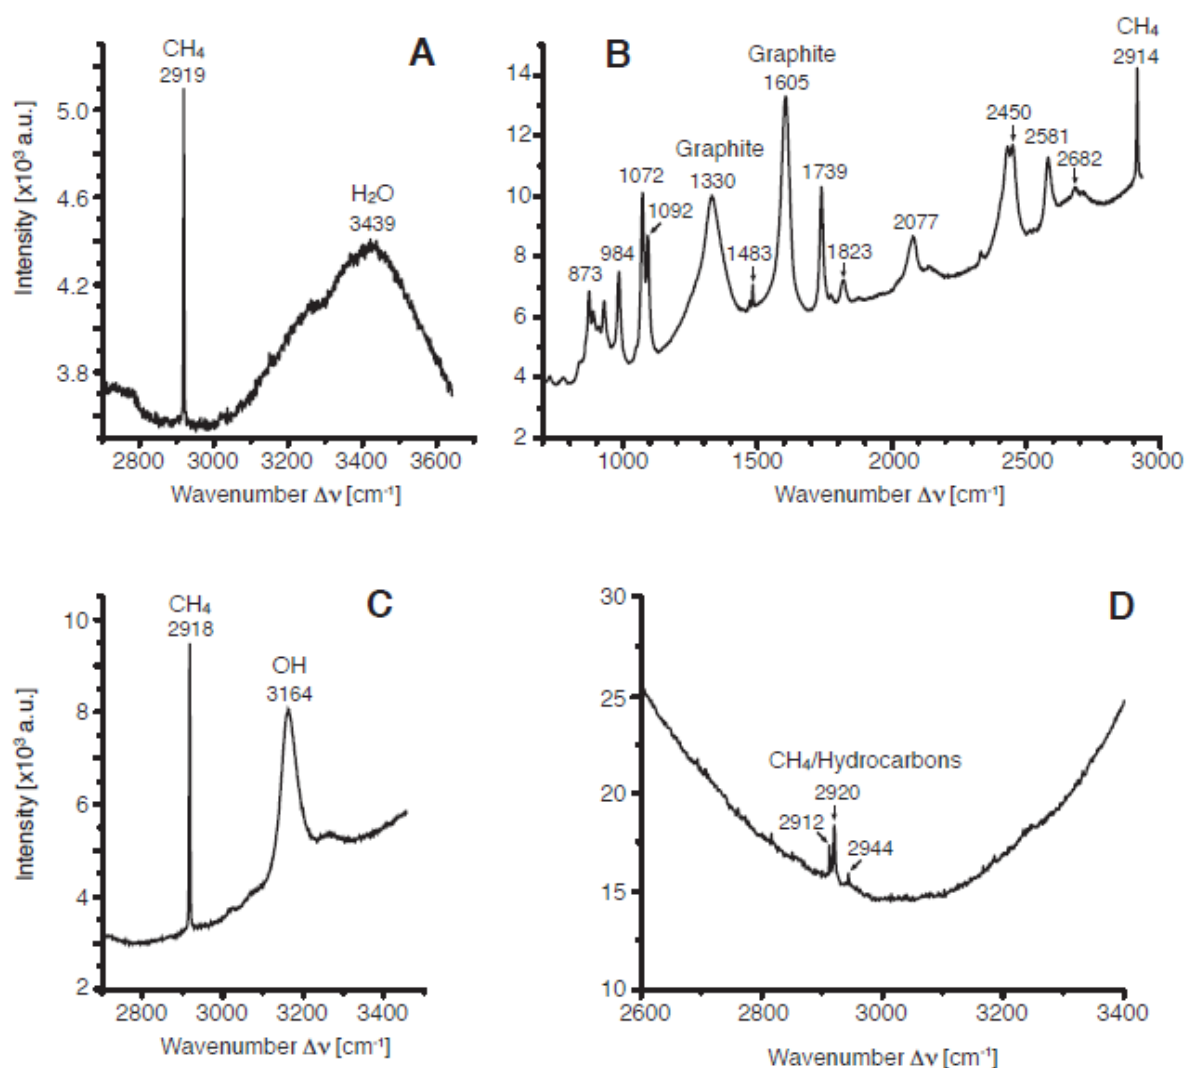 A
CH₄
2919
H₂O
3439
Intensity [x10³ a.u.]
5.0
4.6
4.2
3.8
2800 3000 3200 3400 3600
Wavenumber Δν [cm⁻¹]
B
CH₄
2914
Graphite
1605
Graphite
1330
2450
2581
2682
1072
1092
1739
984
1483
1823
2077
873
14
12
10
8
6
4
2
1000 1500 2000 2500 3000
Wavenumber Δν [cm⁻¹]
C
CH₄
2918
OH
3164
Intensity [x10³ a.u.]
10
8
6
4
2
2800 3000 3200 3400
Wavenumber Δν [cm⁻¹]
D
CH₄/Hydrocarbons
2920
2912
2944
30
25
20
15
10
2600 2800 3000 3200 3400
Wavenumber Δν [cm⁻¹]